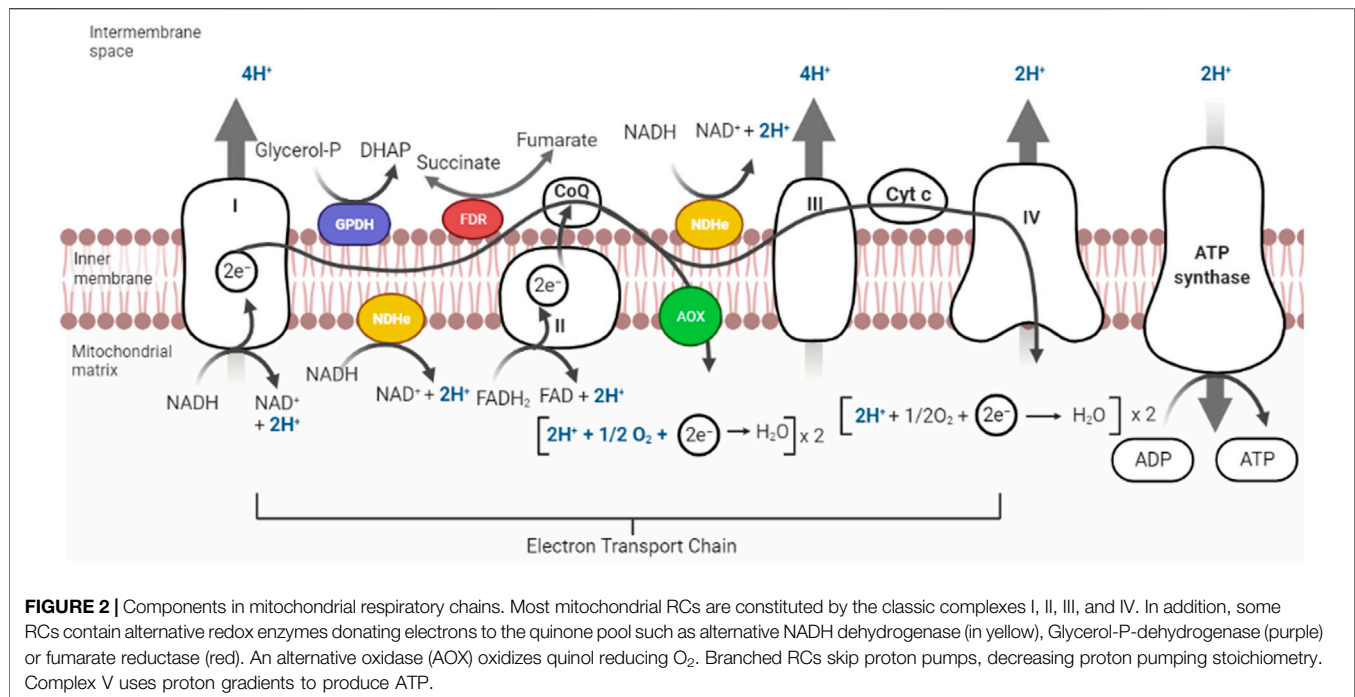 Intermembrane
space
4H⁺
4H⁺
2H⁺
2H⁺
Glycerol-P
DHAP
Succinate
Fumarate
NADH
NAD⁺ + 2H⁺
I
GPDH
FDR
CoQ
NDHe
III
Cyt c
IV
ATP
synthase
Inner
membrane
2e⁻
NDHe
2e⁻
II
AOX
Mitochondrial
matrix
NADH
NAD⁺
+ 2H⁺
NADH
NAD⁺ + 2H⁺
FADH₂
FAD + 2H⁺
[2H⁺ + 1/2 O₂ + 2e⁻ → H₂O] x 2
[2H⁺ + 1/2O₂ + 2e⁻ → H₂O] x 2
ADP
ATP
Electron Transport Chain
FIGURE 2 | Components in mitochondrial respiratory chains. Most mitochondrial RCs are constituted by the classic complexes I, II, III, and IV. In addition, some
RCs contain alternative redox enzymes donating electrons to the quinone pool such as alternative NADH dehydrogenase (in yellow), Glycerol-P-dehydrogenase (purple)
or fumarate reductase (red). An alternative oxidase (AOX) oxidizes quinol reducing O₂. Branched RCs skip proton pumps, decreasing proton pumping stoichiometry.
Complex V uses proton gradients to produce ATP.